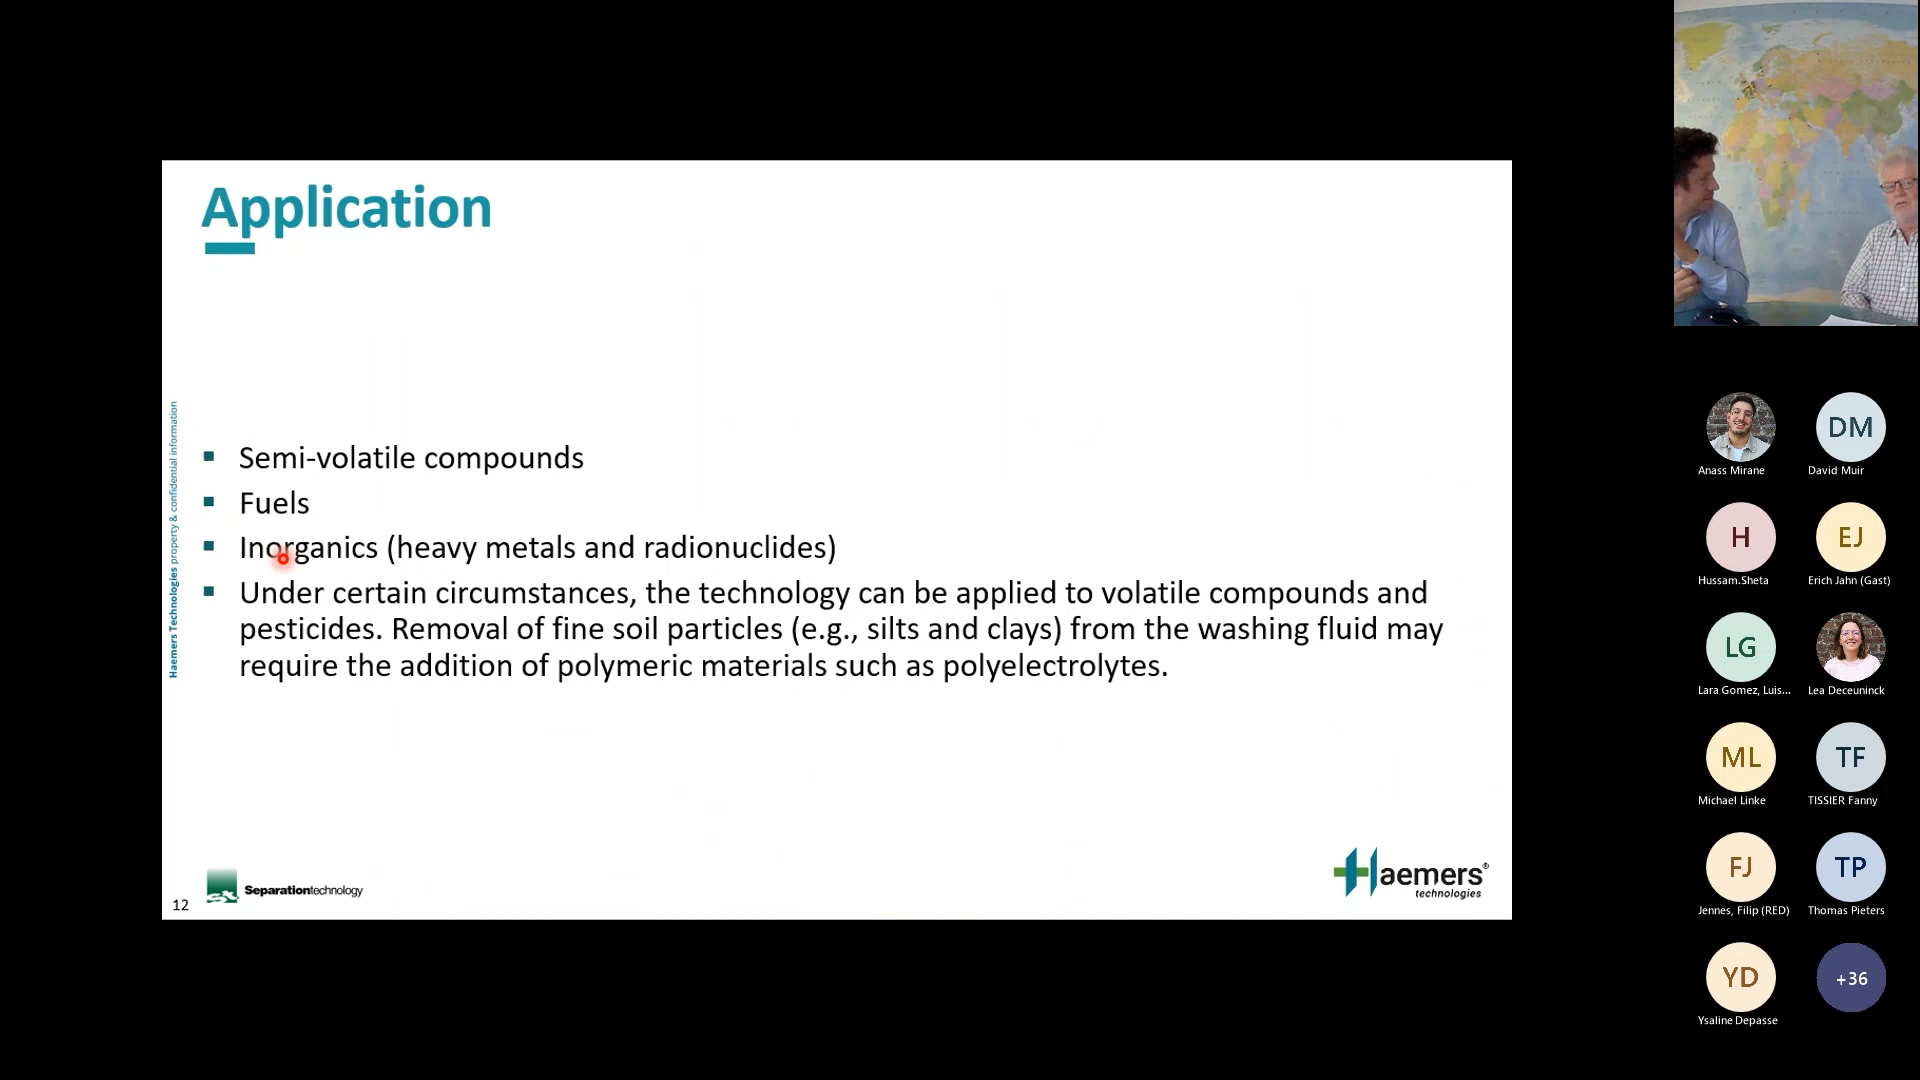 Application
Semi-volatile compounds
Fuels
Inorganics (heavy metals and radionuclides)
Under certain circumstances, the technology can be applied to volatile compounds and
pesticides. Removal of fine soil particles (e.g., silts and clays) from the washing fluid may
require the addition of polymeric materials such as polyelectrolytes.
Haemers Technologies property & confidential information
12
st
Separationtechnology
Haemers®
technologies
Anass Mirane
DM
David Muir
H
Hussam.Sheta
EJ
Erich Jahn (Gast)
LG
Lara Gomez, Luis...
Lea Deceuninck
ML
Michael Linke
TF
TISSIER Fanny
FJ
Jennes, Filip (RED)
TP
Thomas Pieters
YD
Ysaline Depasse
+36